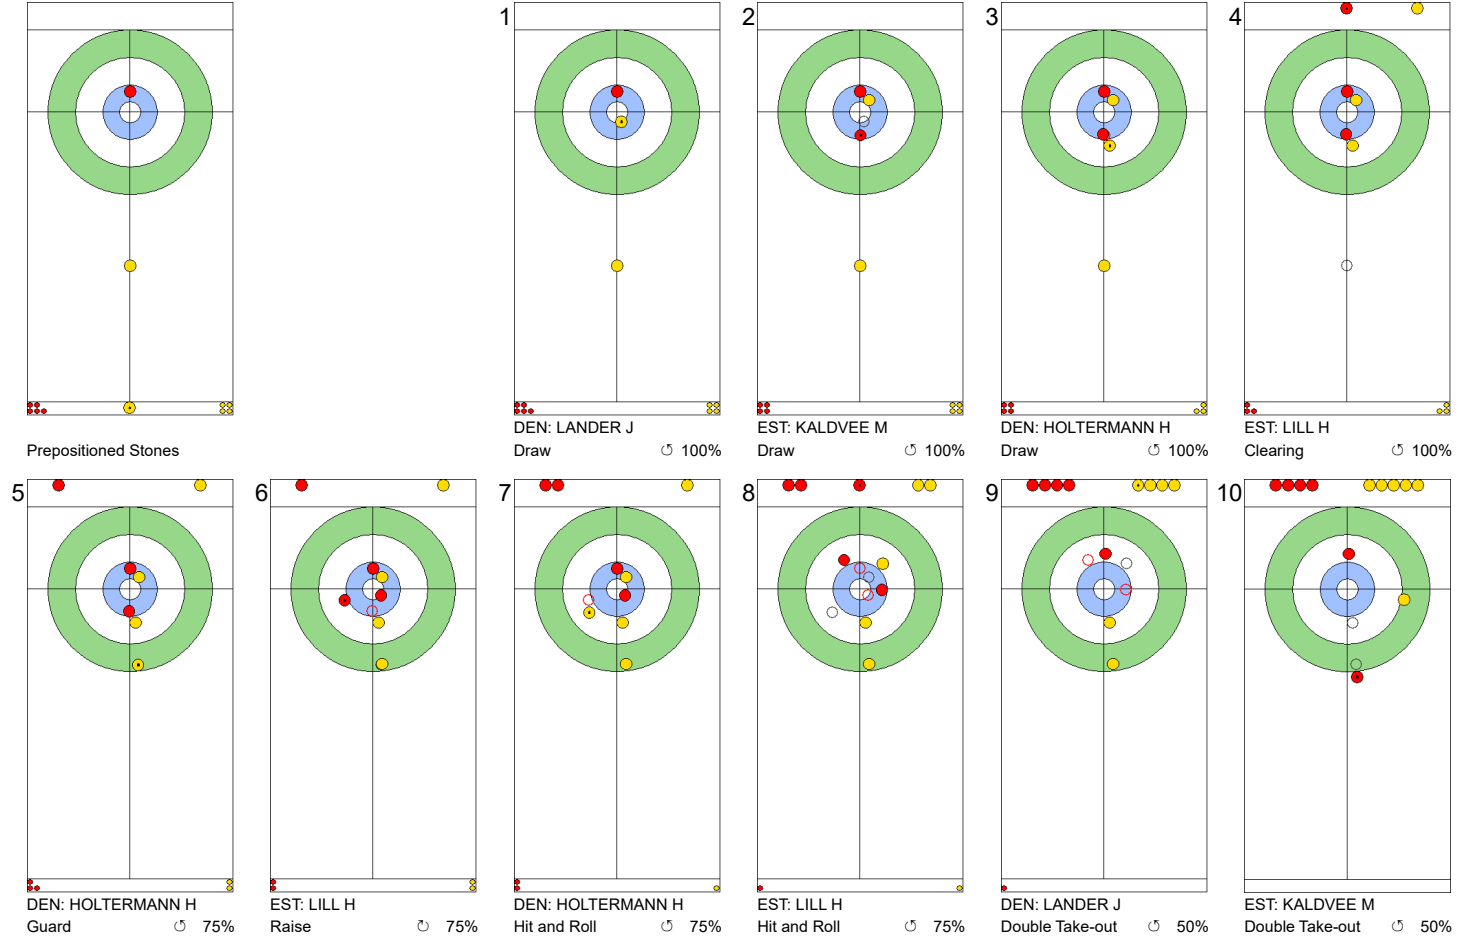 1
2
3
4
Prepositioned Stones
DEN: LANDER J
Draw 100%
EST: KALDVEE M
Draw 100%
DEN: HOLTERMANN H
Draw 100%
EST: LILL H
Clearing 100%
5
6
7
8
9
10
DEN: HOLTERMANN H
Guard 75%
EST: LILL H
Raise 75%
DEN: HOLTERMANN H
Hit and Roll 75%
EST: LILL H
Hit and Roll 75%
DEN: LANDER J
Double Take-out 50%
EST: KALDVEE M
Double Take-out 50%